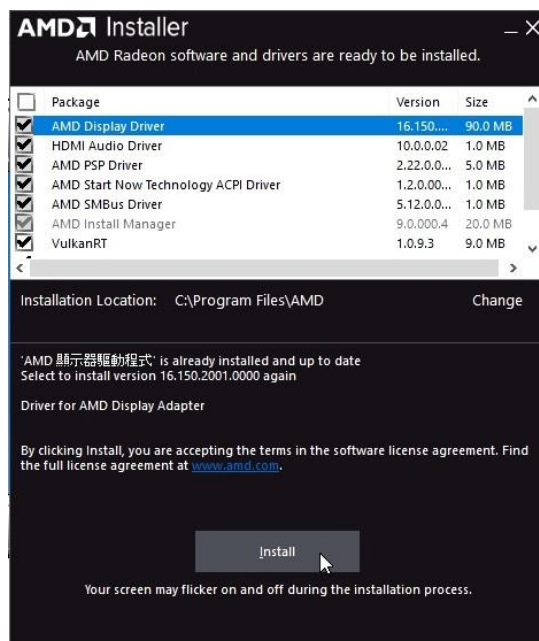 AMD Installer
AMD Radeon software and drivers are ready to be installed.
Package Version Size
AMD Display Driver 16.150.... 90.0 MB
HDMI Audio Driver 10.0.0.02 1.0 MB
AMD PSP Driver 2.22.0.0... 5.0 MB
AMD Start Now Technology ACPI Driver 1.2.0.00... 1.0 MB
AMD SMBus Driver 5.12.0.0... 1.0 MB
AMD Install Manager 9.0.000.4 20.0 MB
VulkanRT 1.0.9.3 9.0 MB
Installation Location: C:\Program Files\AMD Change
'AMD 顯示器驅動程式' is already installed and up to date
Select to install version 16.150.2001.0000 again
Driver for AMD Display Adapter
By clicking Install, you are accepting the terms in the software license agreement. Find
the full license agreement at www.amd.com.
Install
Your screen may flicker on and off during the installation process.